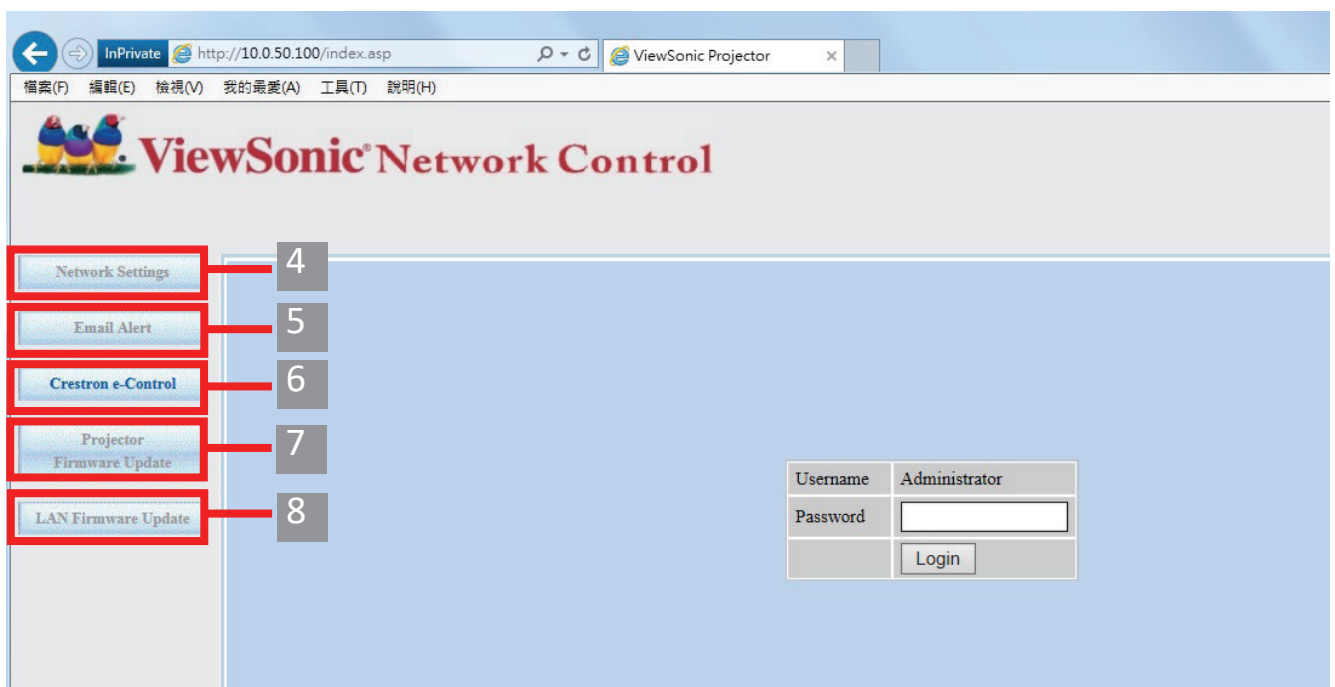 InPrivate http://10.0.50.100/index.asp ViewSonic Projector
檔案(F) 編輯(E) 檢視(V) 我的最愛(A) 工具(T) 說明(H)
ViewSonic® Network Control
Network Settings 4
Email Alert 5
Crestron e-Control 6
Projector
Firmware Update 7
LAN Firmware Update 8
Username Administrator
Password
Login